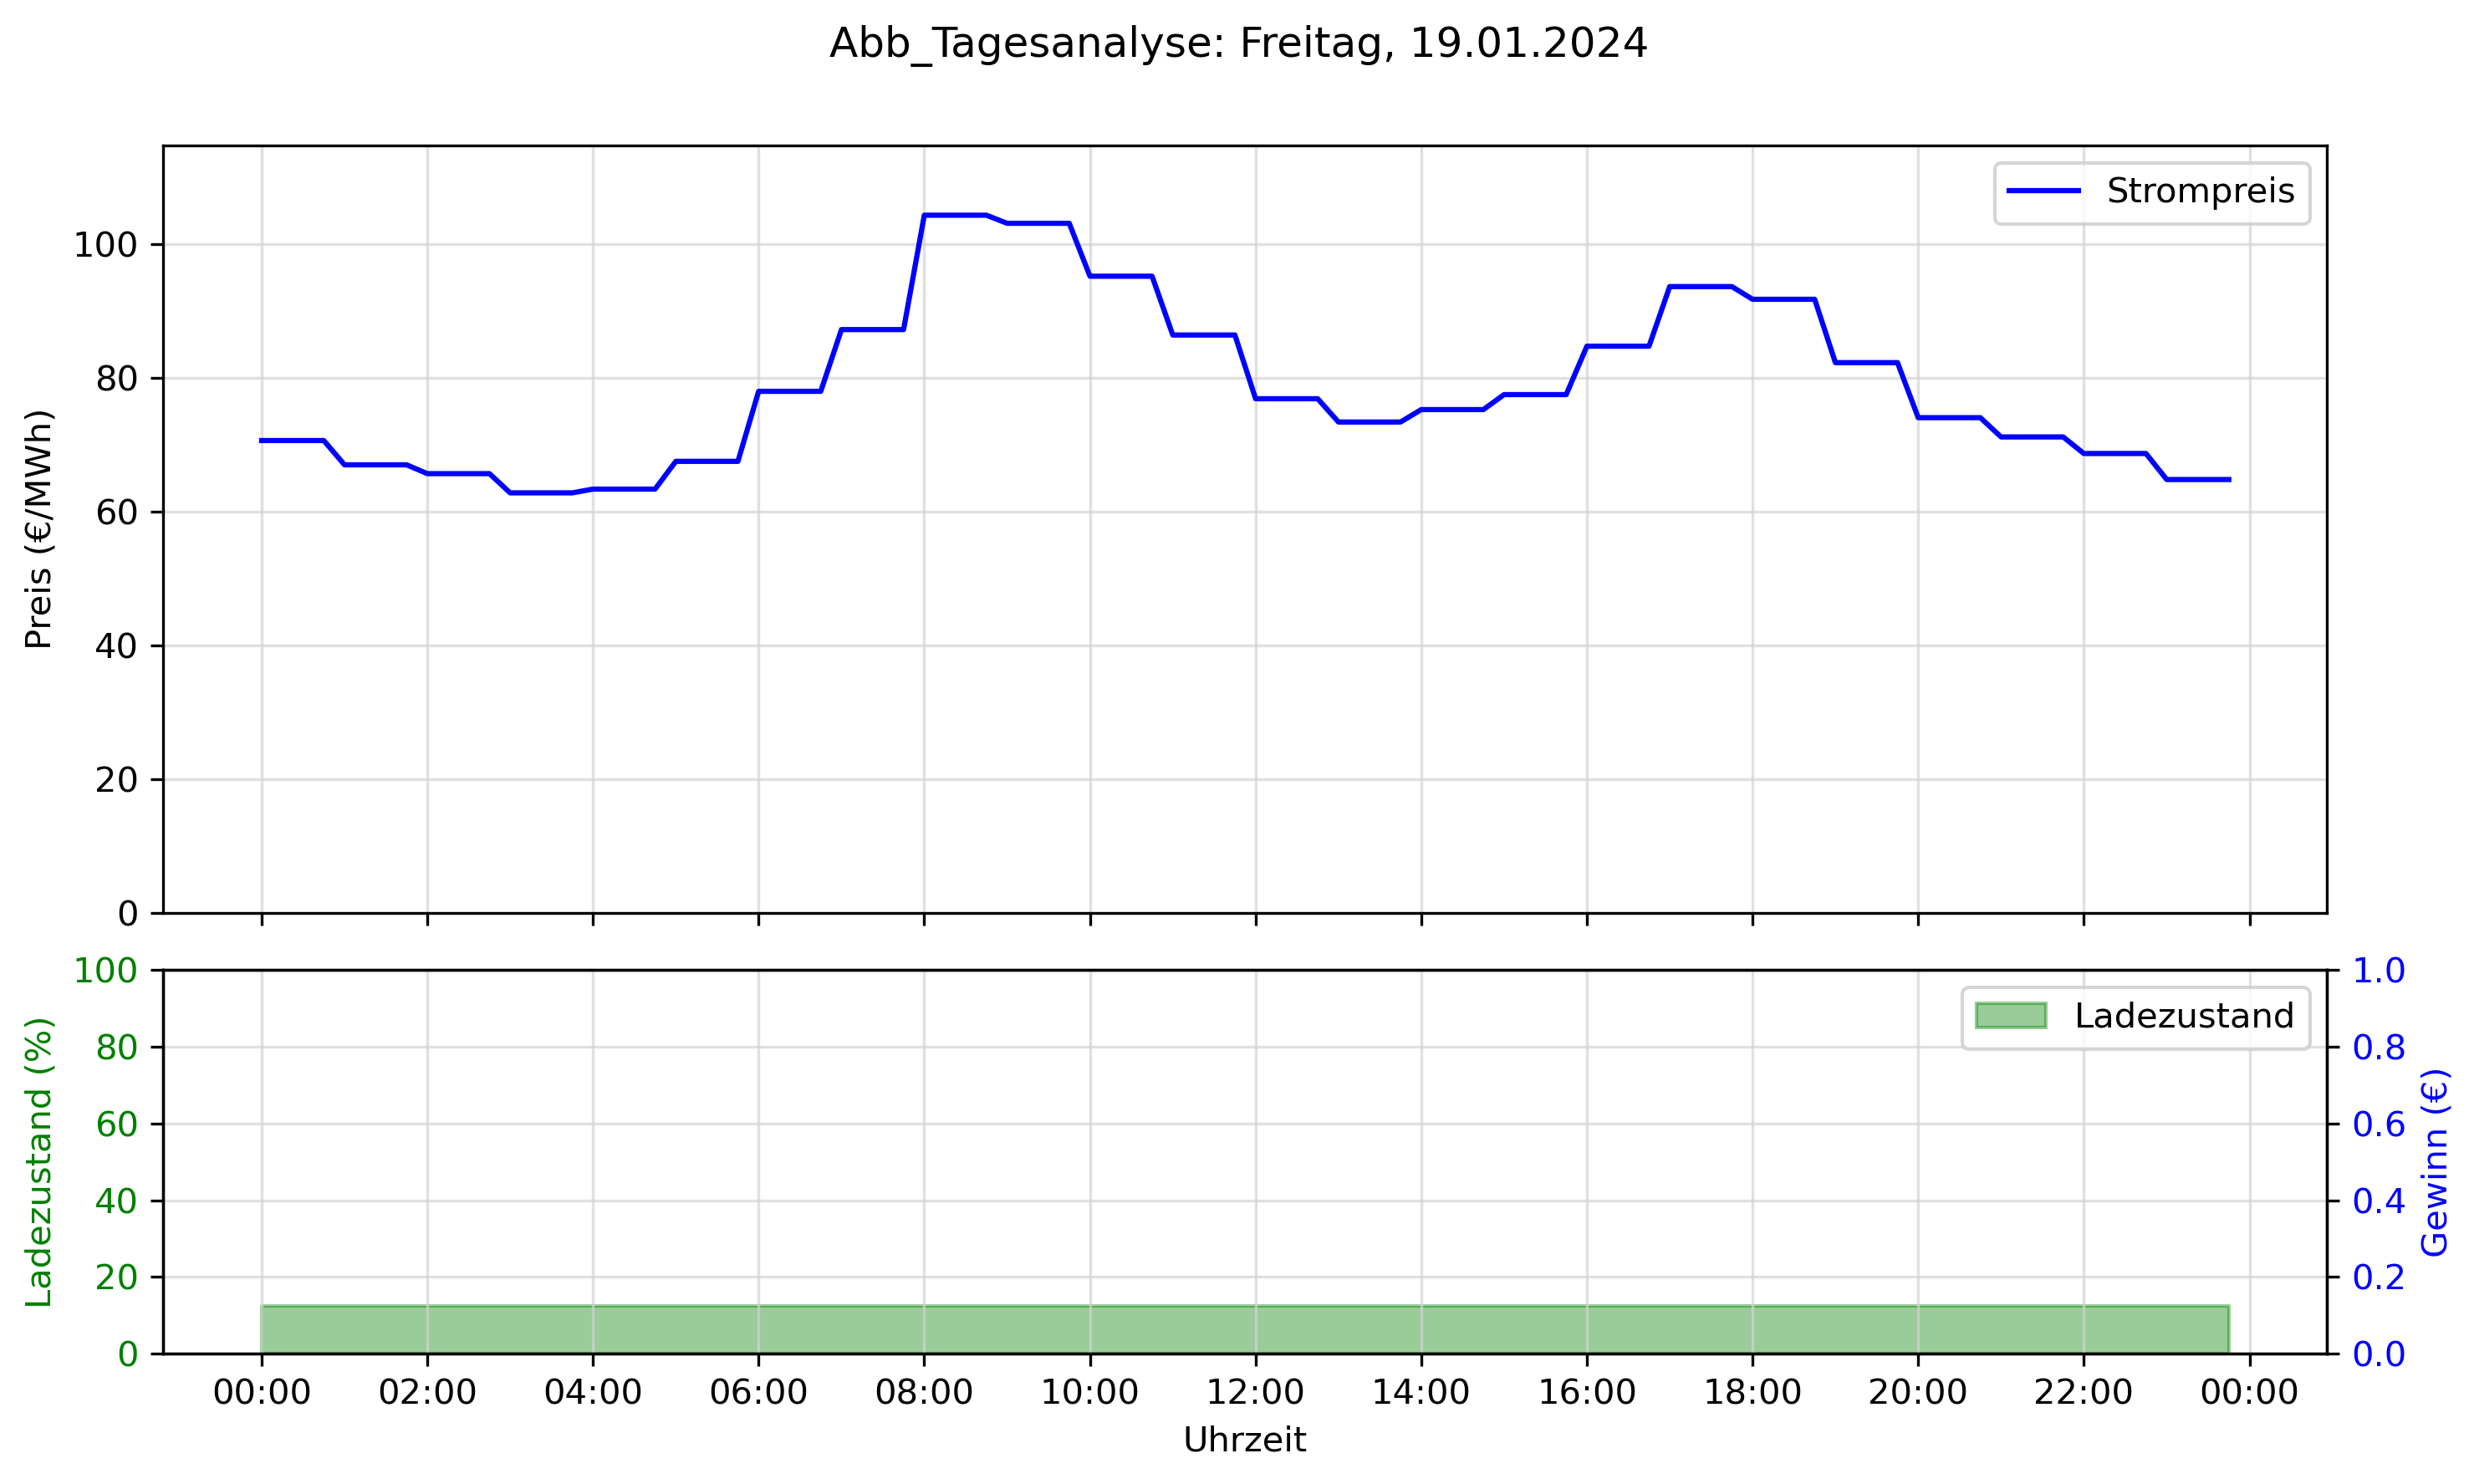 Abb_Tagesanalyse: Freitag, 19.01.2024
Strompreis
Preis (€/MWh)
100
80
60
40
20
0
Ladezustand
Ladezustand (%)
100
80
60
40
20
0
Gewinn (€)
1.0
0.8
0.6
0.4
0.2
0.0
00:00 02:00 04:00 06:00 08:00 10:00 12:00 14:00 16:00 18:00 20:00 22:00 00:00
Uhrzeit